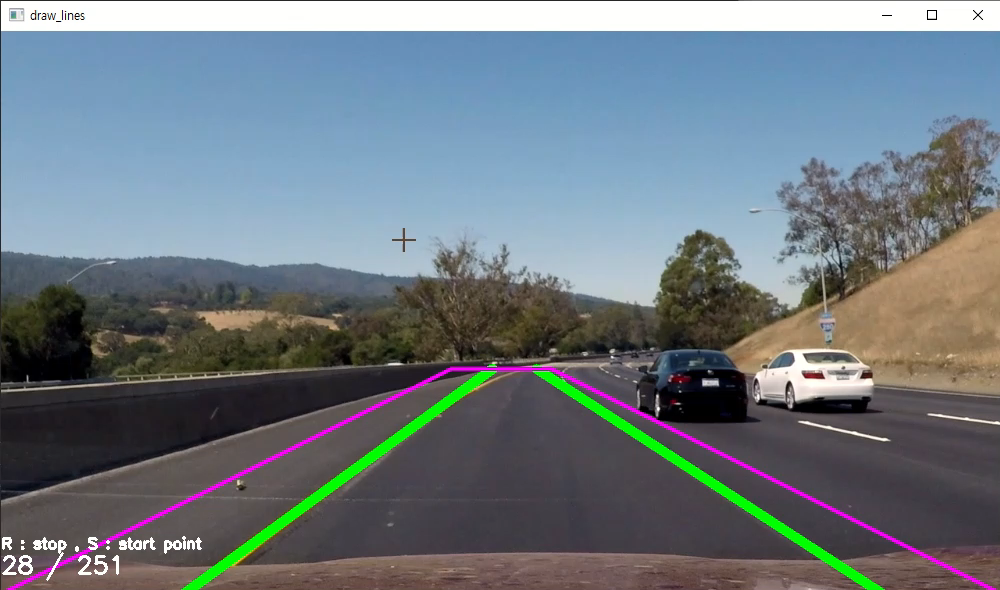 draw_lines
R : stop , S : start point
28 / 251